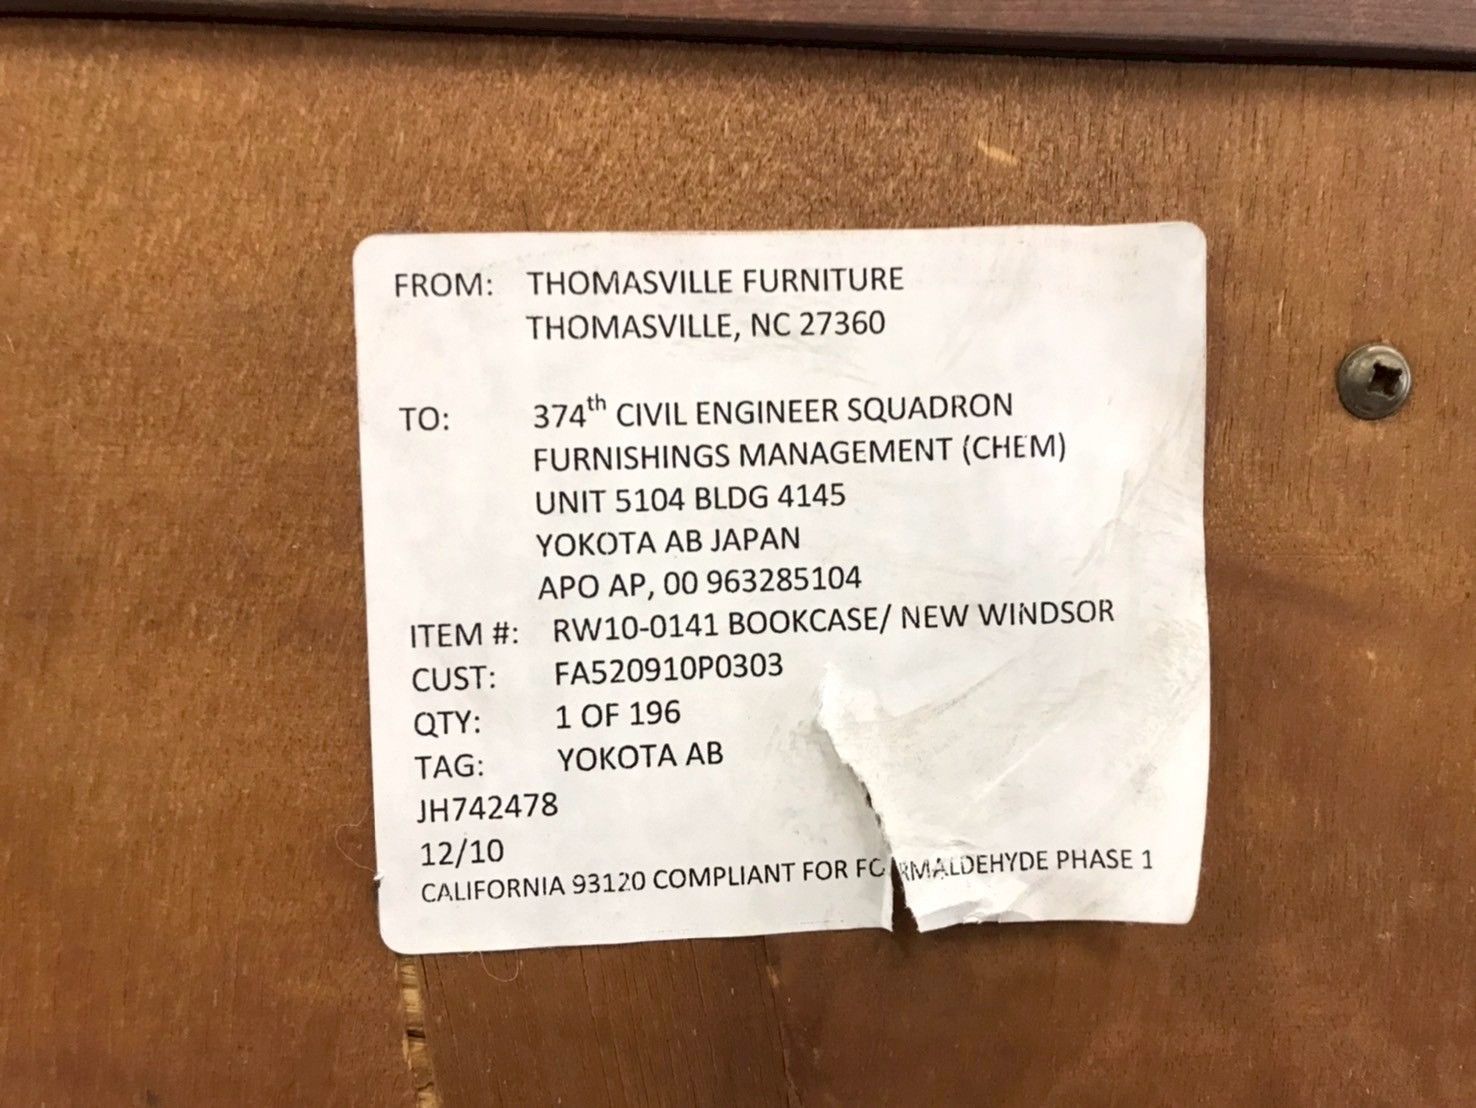 FROM: THOMASVILLE FURNITURE
THOMASVILLE, NC 27360
TO: 374th CIVIL ENGINEER SQUADRON
FURNISHINGS MANAGEMENT (CHEM)
UNIT 5104 BLDG 4145
YOKOTA AB JAPAN
APO AP, 00 963285104
ITEM #: RW10-0141 BOOKCASE/ NEW WINDSOR
CUST: FA520910P0303
QTY: 1 OF 196
TAG: YOKOTA AB
JH742478
12/10
CALIFORNIA 93120 COMPLIANT FOR FORMALDEHYDE PHASE 1